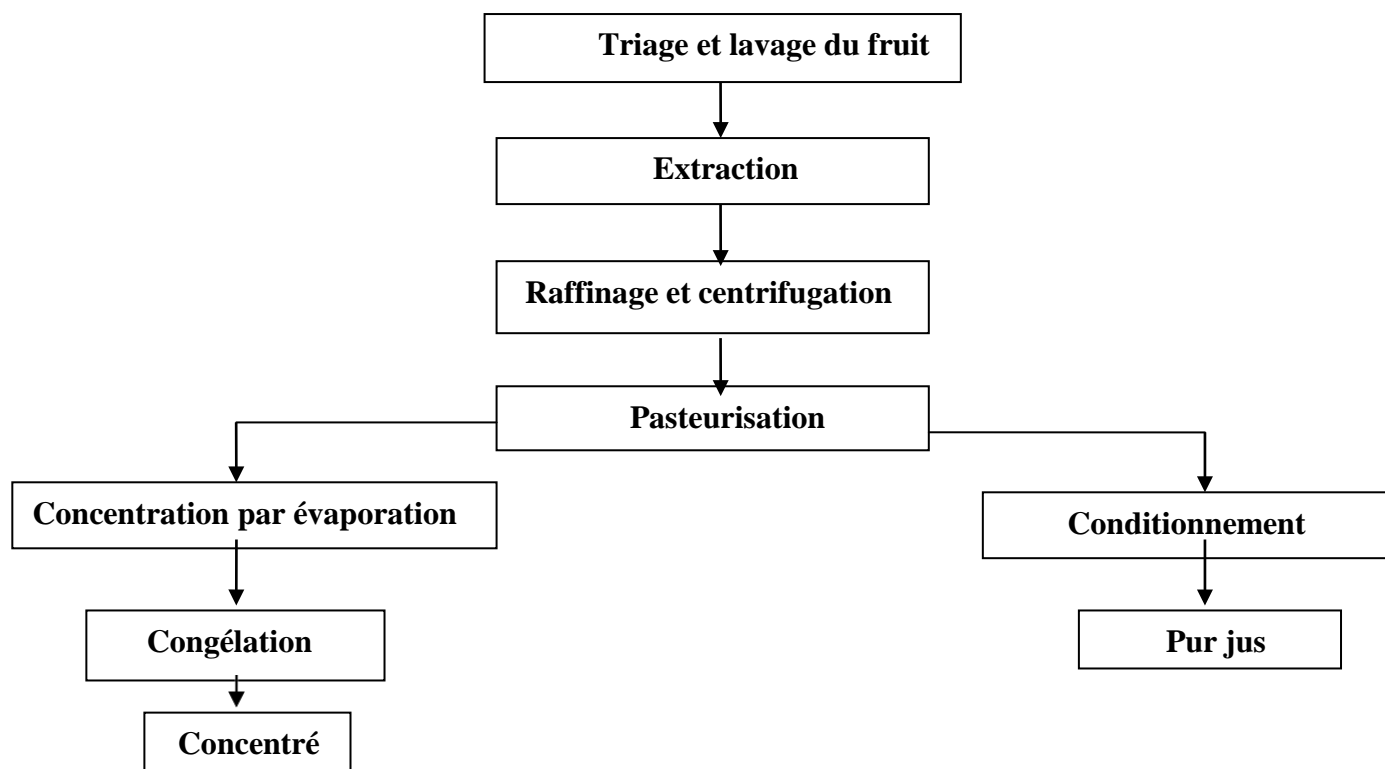 Triage et lavage du fruit
Extraction
Raffinage et centrifugation
Pasteurisation
Concentration par évaporation
Conditionnement
Congélation
Pur jus
Concentré